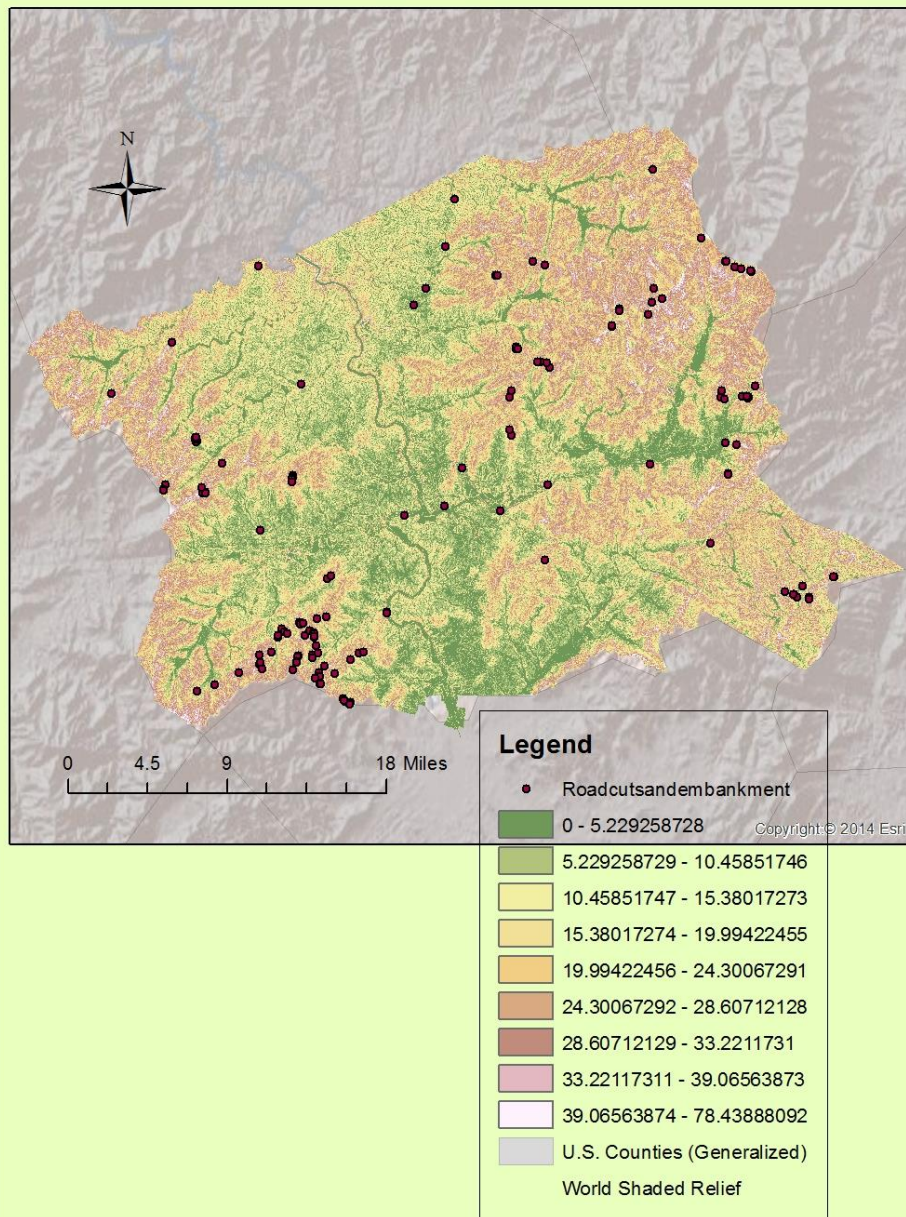 N
0 4.5 9 18 Miles
Legend
Roadcutsandembankment
0 - 5.229258728
5.229258729 - 10.45851746
10.45851747 - 15.38017273
15.38017274 - 19.99422455
19.99422456 - 24.30067291
24.30067292 - 28.60712128
28.60712129 - 33.2211731
33.22117311 - 39.06563873
39.06563874 - 78.43888092
U.S. Counties (Generalized)
World Shaded Relief
Copyright:© 2014 Esri